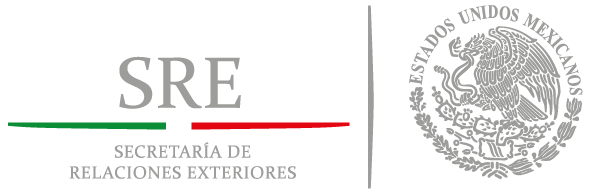 SRE
SECRETARÍA DE
RELACIONES EXTERIORES
ESTADOS UNIDOS MEXICANOS